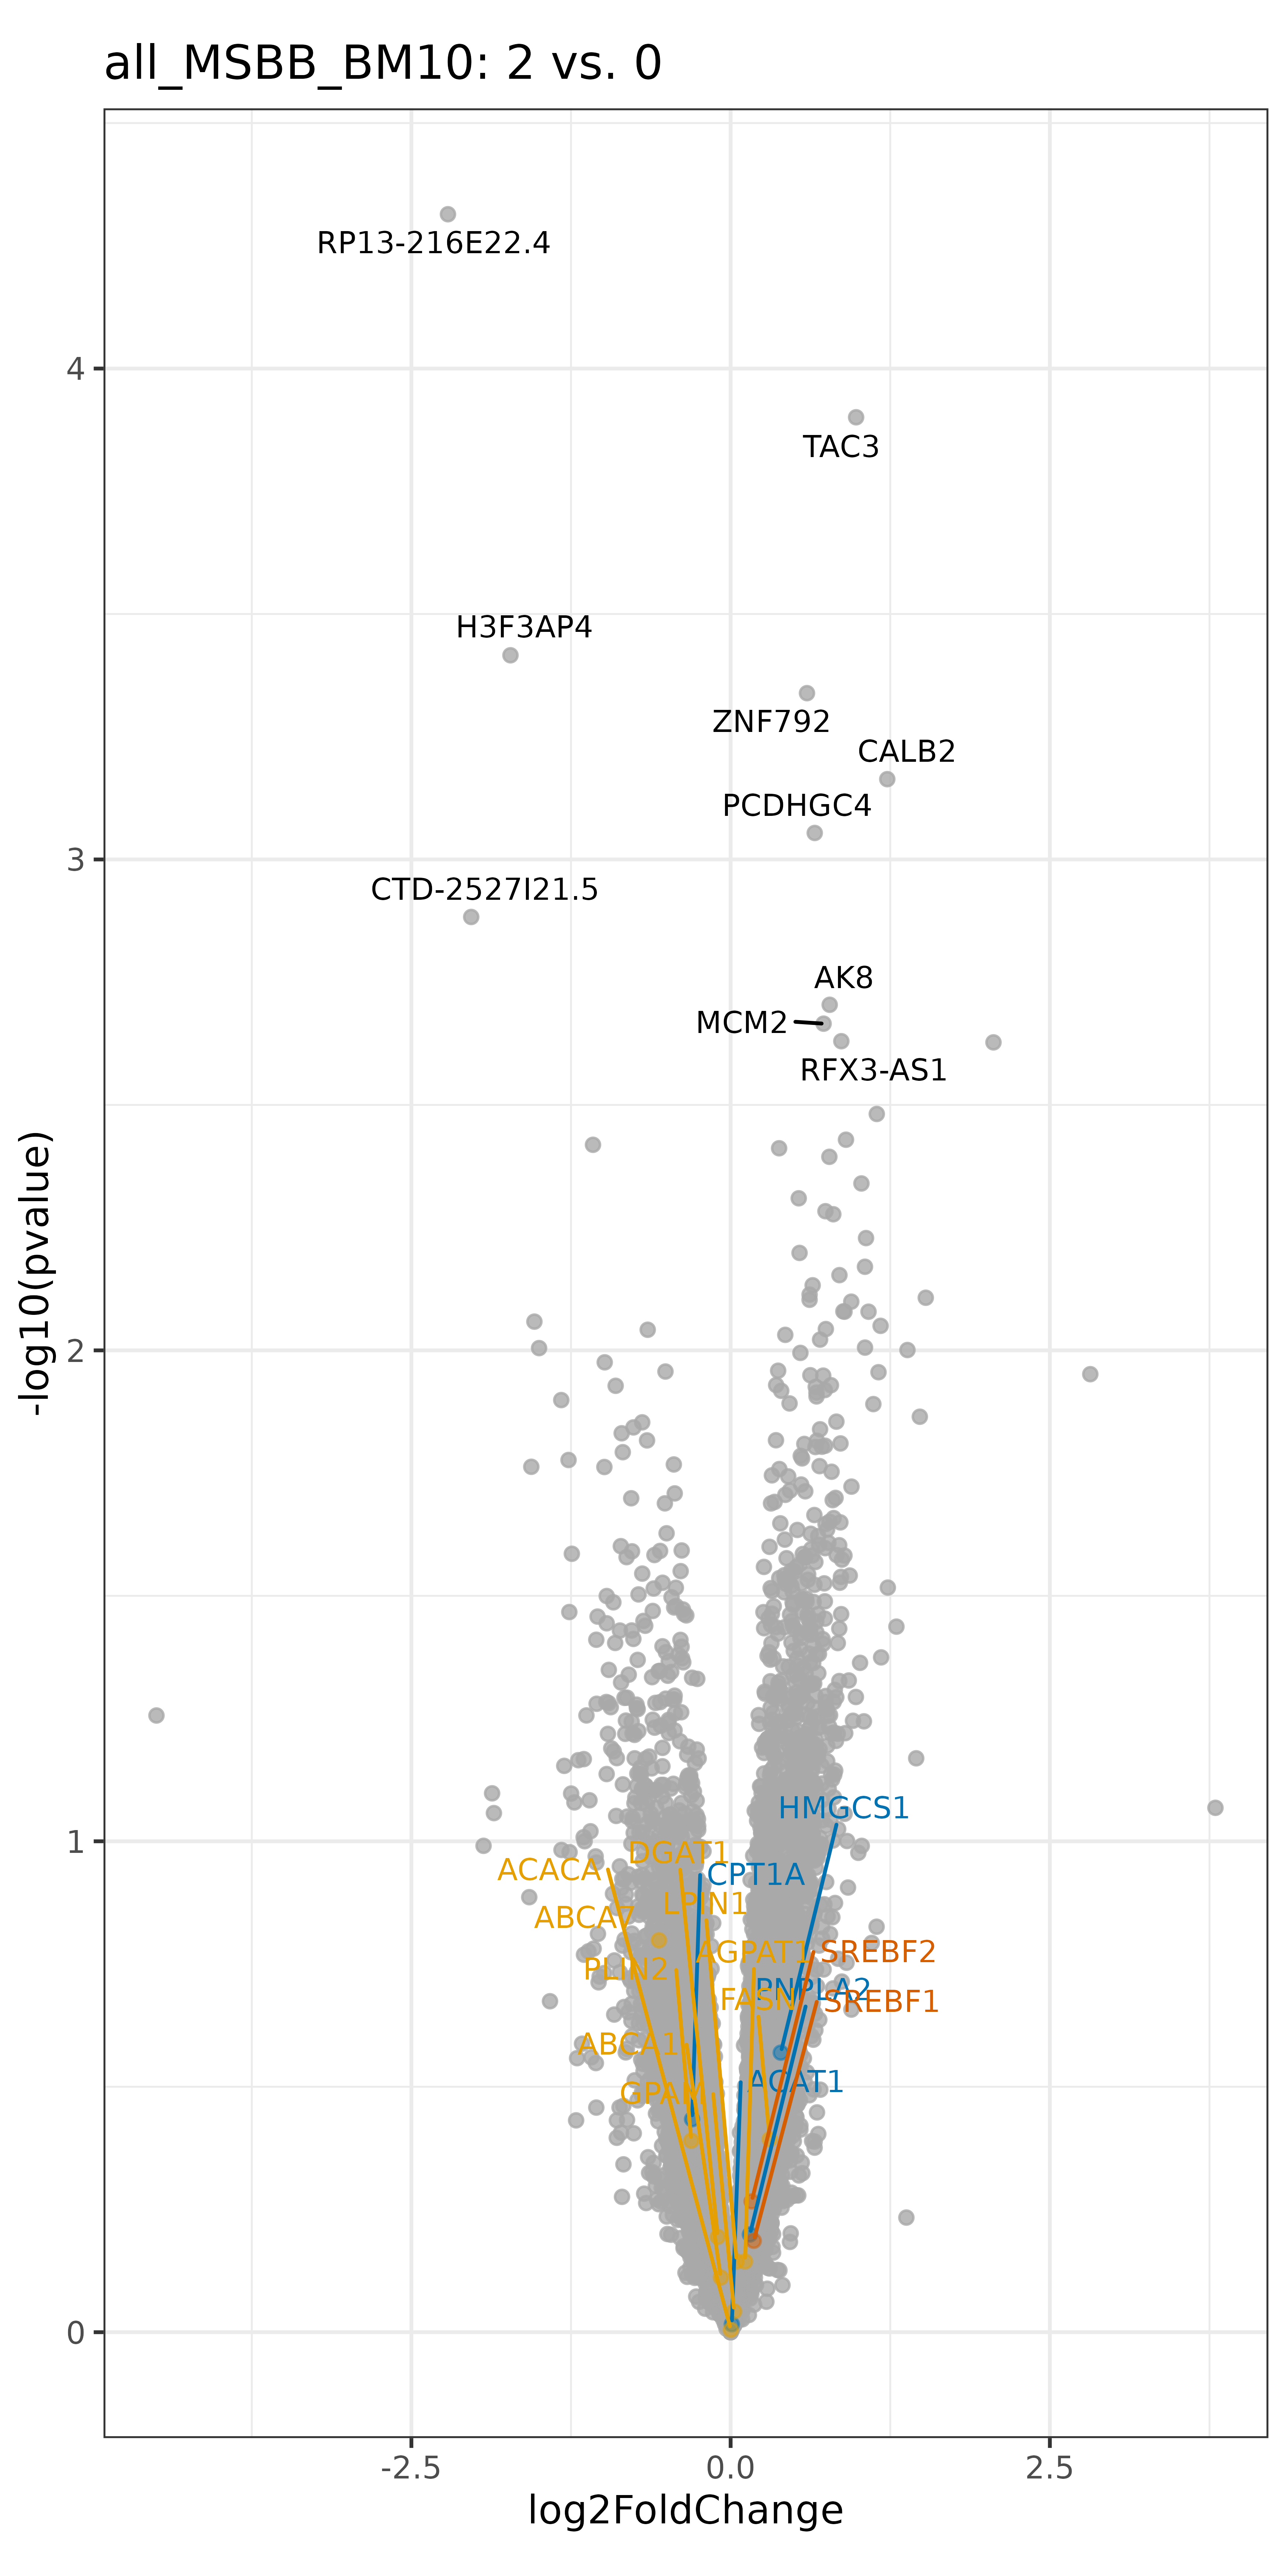 all_MSBB_BM10: 2 vs. 0
RP13-216E22.4
4
TAC3
H3F3AP4
ZNF792
CALB2
PCDHGC4
3
CTD-2527I21.5
AK8
MCM2
RFX3-AS1
-log10(pvalue)
2
HMGCS1
1
DGAT1
ACACA
CPT1A
LPIN1
ABCA7
AGPAT1
SREBF2
PLIN2
PNPLA2
FASN
SREBF1
ABCA1
ACAT1
0
-2.5
0.0
2.5
log2FoldChange